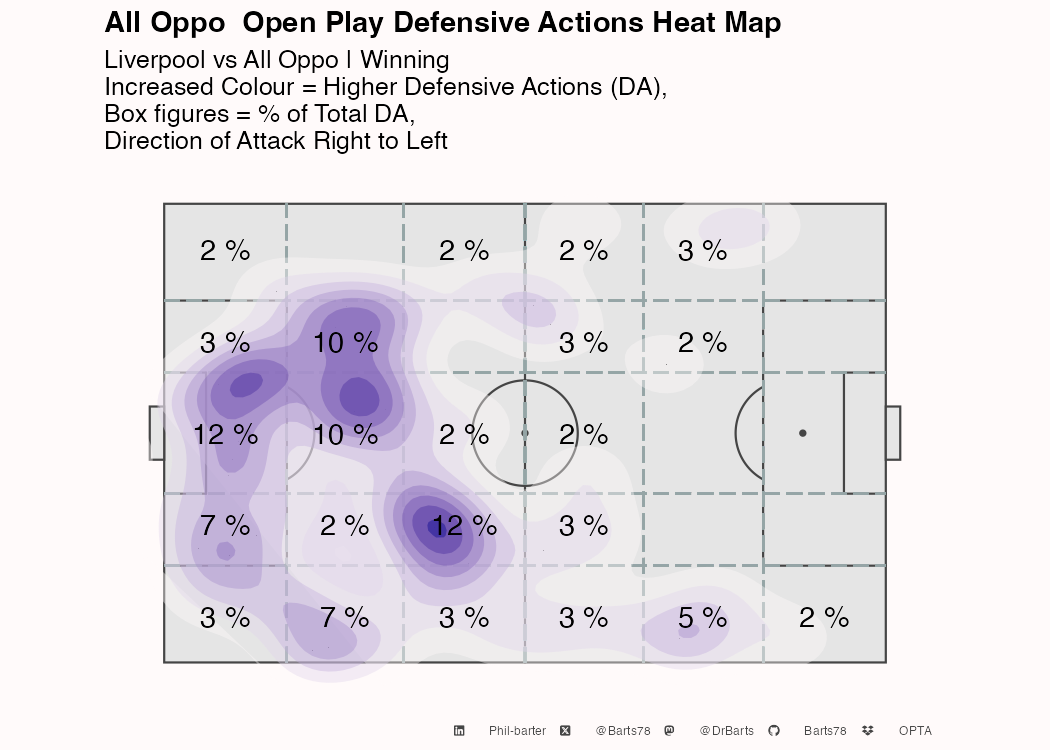 All Oppo  Open Play Defensive Actions Heat Map
Liverpool vs All Oppo | Winning
Increased Colour = Higher Defensive Actions (DA),
Box figures = % of Total DA,
Direction of Attack Right to Left
2 % 2 % 2 % 3 %
3 % 10 % 3 % 2 %
12 % 10 % 2 % 2 %
7 % 2 % 12 % 3 %
3 % 7 % 3 % 3 % 5 % 2 %
Phil-barter @Barts78 @DrBarts Barts78 OPTA